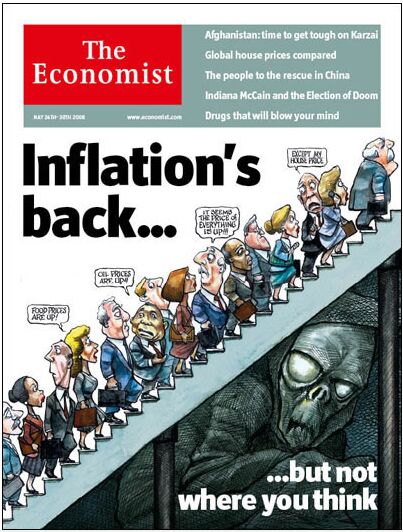 The
Economist
MAY 24TH-30TH 2008
www.economist.com
Afghanistan: time to get tough on Karzai
Global house prices compared
The people to the rescue in China
Indiana McCain and the Election of Doom
Drugs that will blow your mind
Inflation's
back...
EXCEPT MY
HOUSE PRICE
IT SEEMS
THE PRICE OF
EVERYTHING
IS UP!!!
OIL PRICES
ARE UP!!
FOOD PRICES
ARE UP!
...but not
where you think